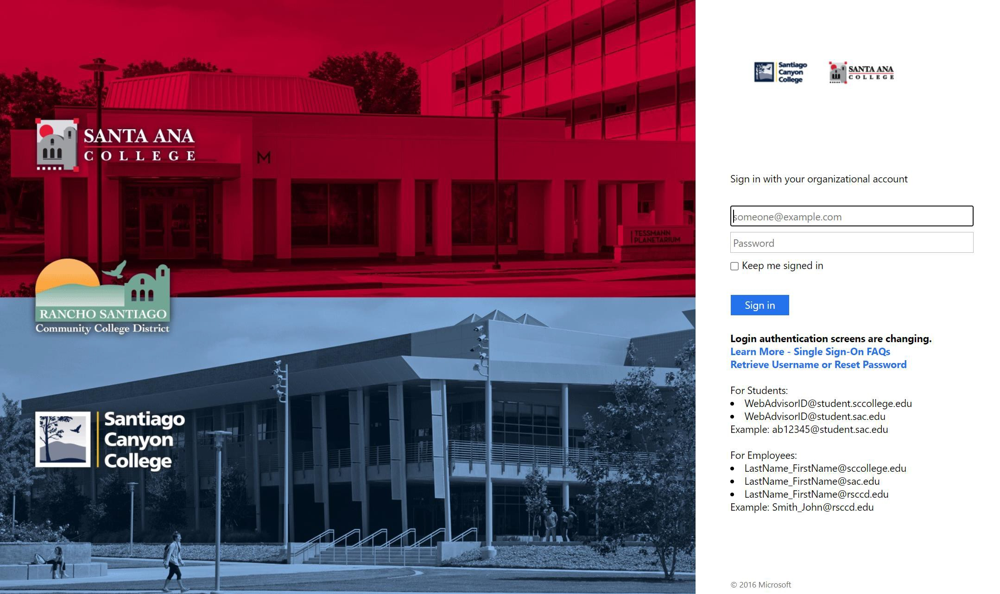 SANTA ANA
COLLEGE
M
TESSMANN
PLANETARIUM
RANCHO SANTIAGO
Community College District
Santiago
Canyon
College
Santiago
Canyon
College
SANTA ANA
COLLEGE
Sign in with your organizational account
someone@example.com
Password
Keep me signed in
Sign in
Login authentication screens are changing.
Learn More - Single Sign-On FAQs
Retrieve Username or Reset Password
For Students:
• WebAdvisorID@student.sccollege.edu
• WebAdvisorID@student.sac.edu
Example: ab12345@student.sac.edu
For Employees:
• LastName_FirstName@sccollege.edu
• LastName_FirstName@sac.edu
• LastName_FirstName@rsccd.edu
Example: Smith_John@rsccd.edu
© 2016 Microsoft